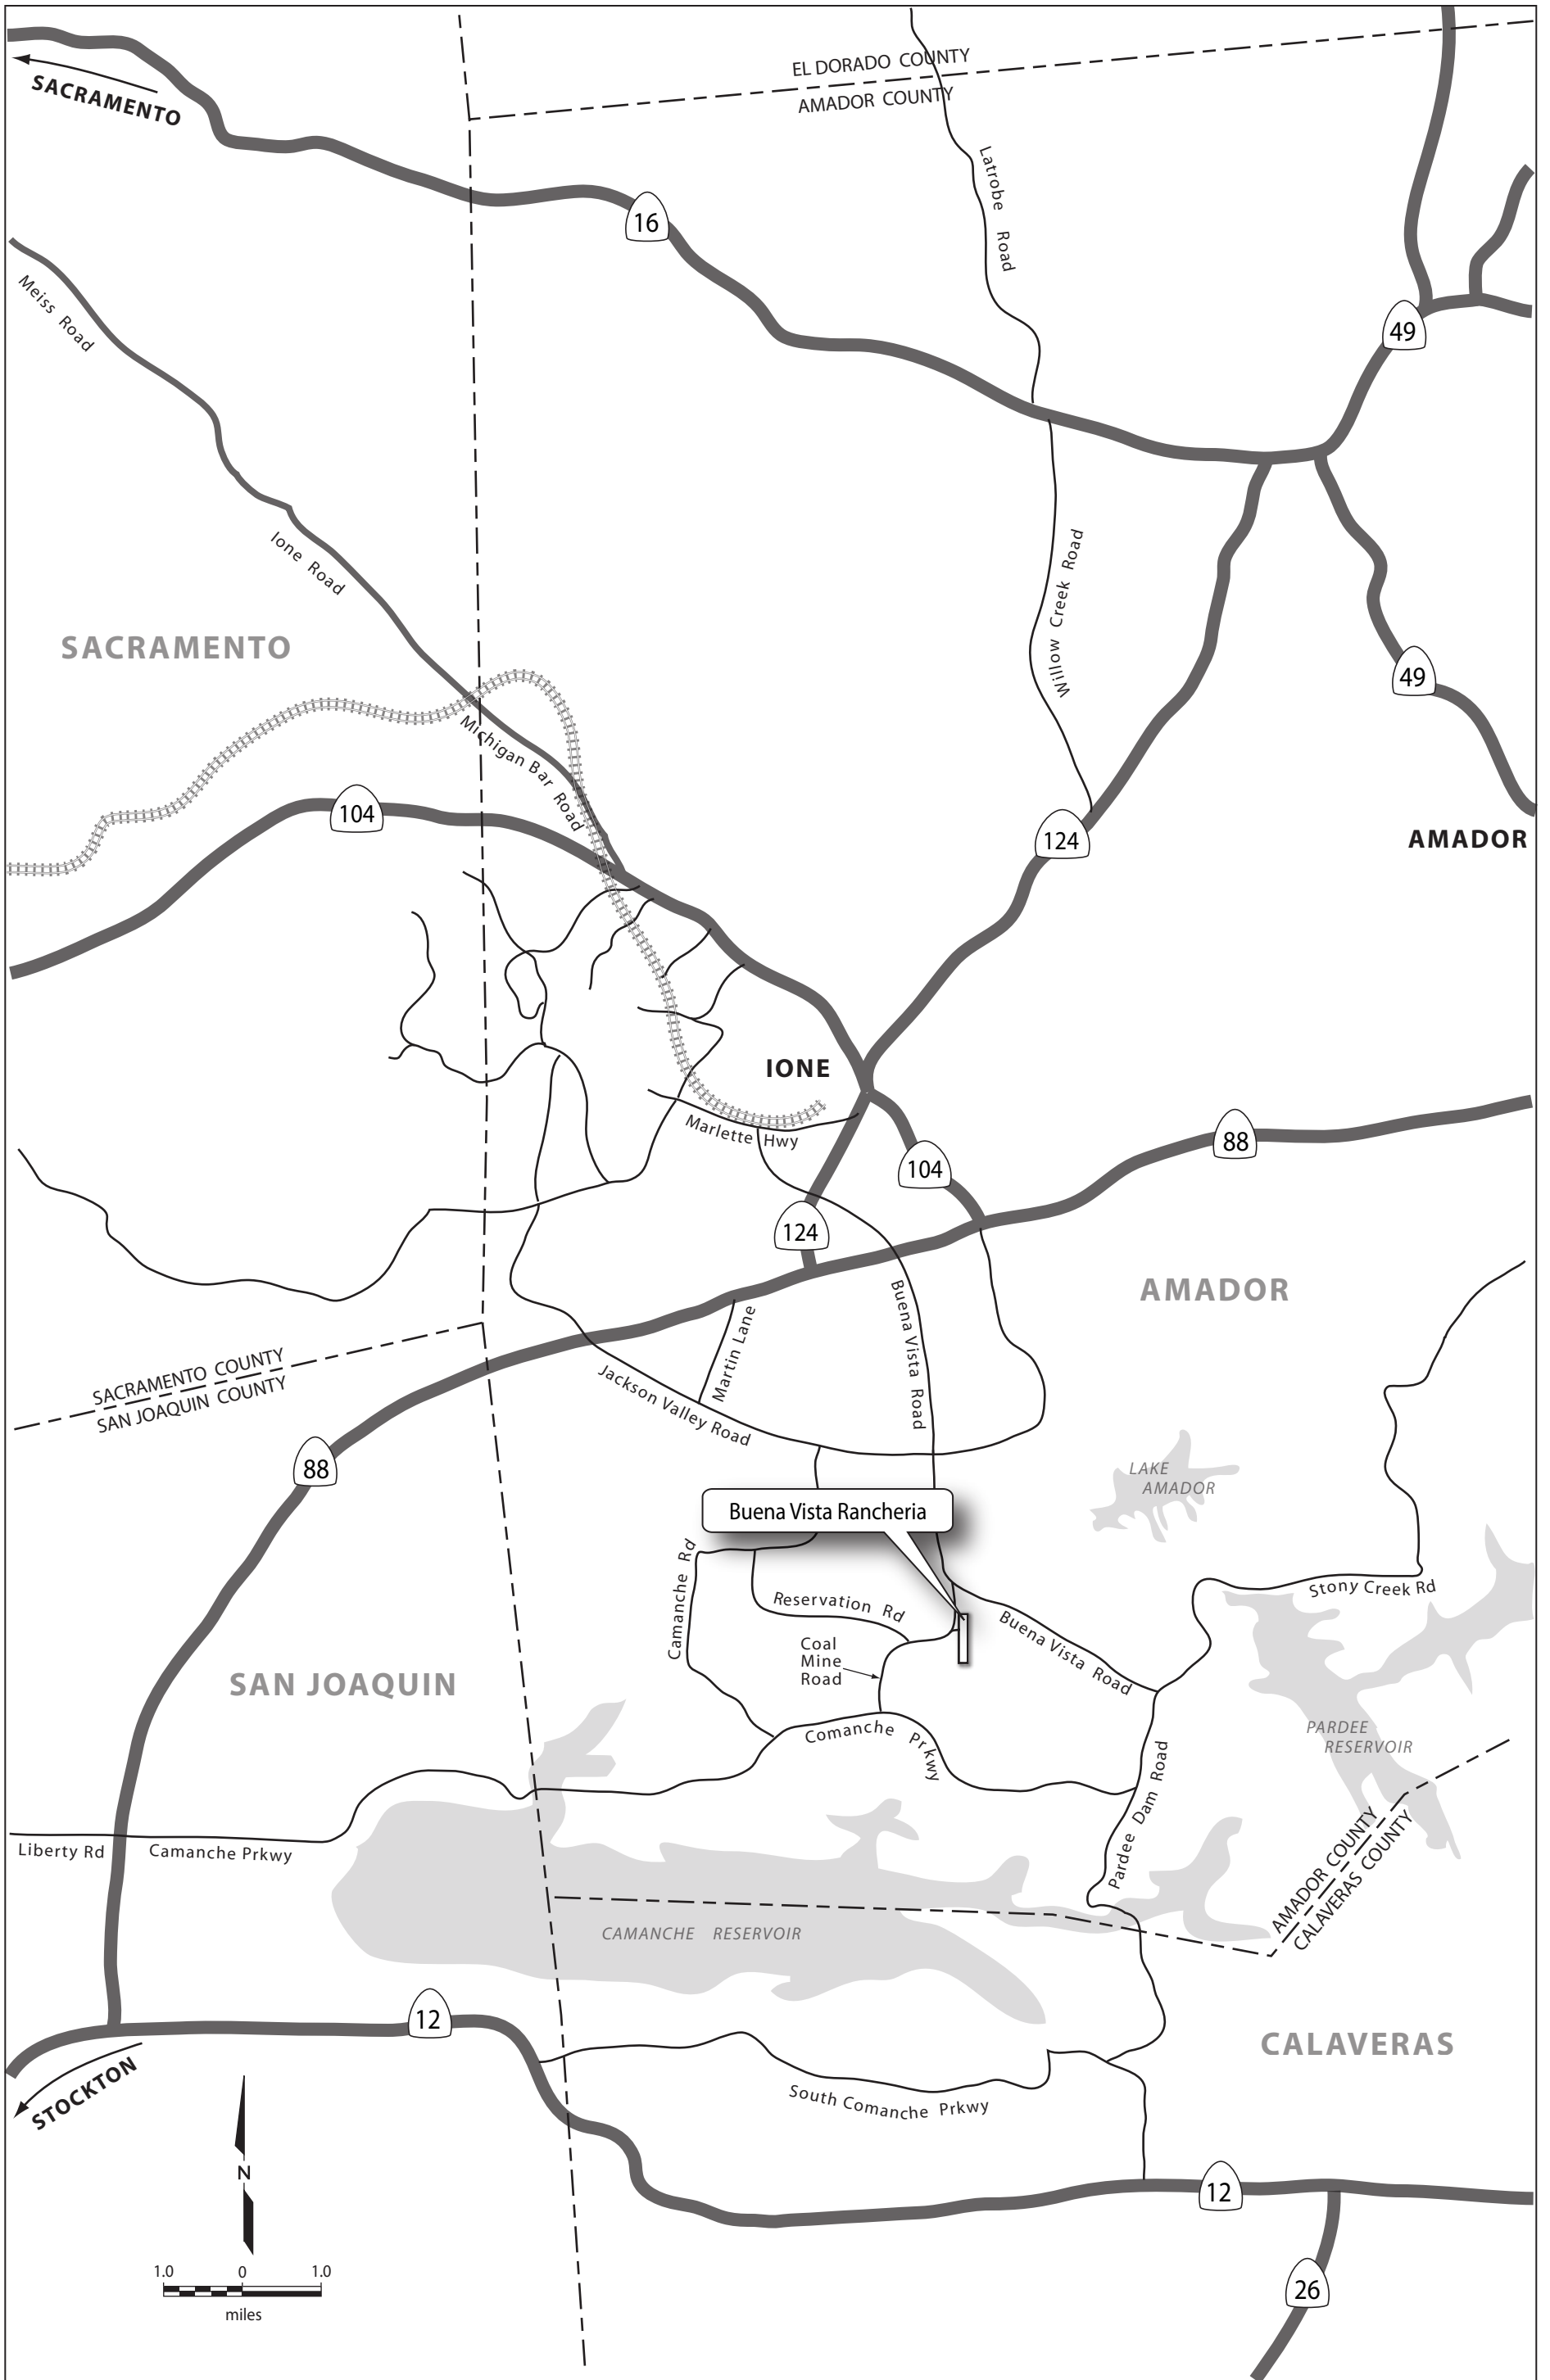 EL DORADO COUNTY
AMADOR COUNTY
SACRAMENTO
Latrobe Road
16
Meiss Road
49
Ione Road
Willow Creek Road
SACRAMENTO
49
Michigan Bar Road
104
124
AMADOR
IONE
Marlette Hwy
88
104
124
AMADOR
Buena Vista Road
Martin Lane
SACRAMENTO COUNTY
SAN JOAQUIN COUNTY
Jackson Valley Road
88
LAKE
AMADOR
Buena Vista Rancheria
Camanche Rd
Stony Creek Rd
Reservation Rd
Buena Vista Road
Coal
Mine
Road
SAN JOAQUIN
Comanche Prkwy
PARDEE
RESERVOIR
Pardee Dam Road
Liberty Rd
Camanche Prkwy
AMADOR COUNTY
CALAVERAS COUNTY
CAMANCHE RESERVOIR
12
CALAVERAS
STOCKTON
South Comanche Prkwy
N
12
1.0 0 1.0
miles
26